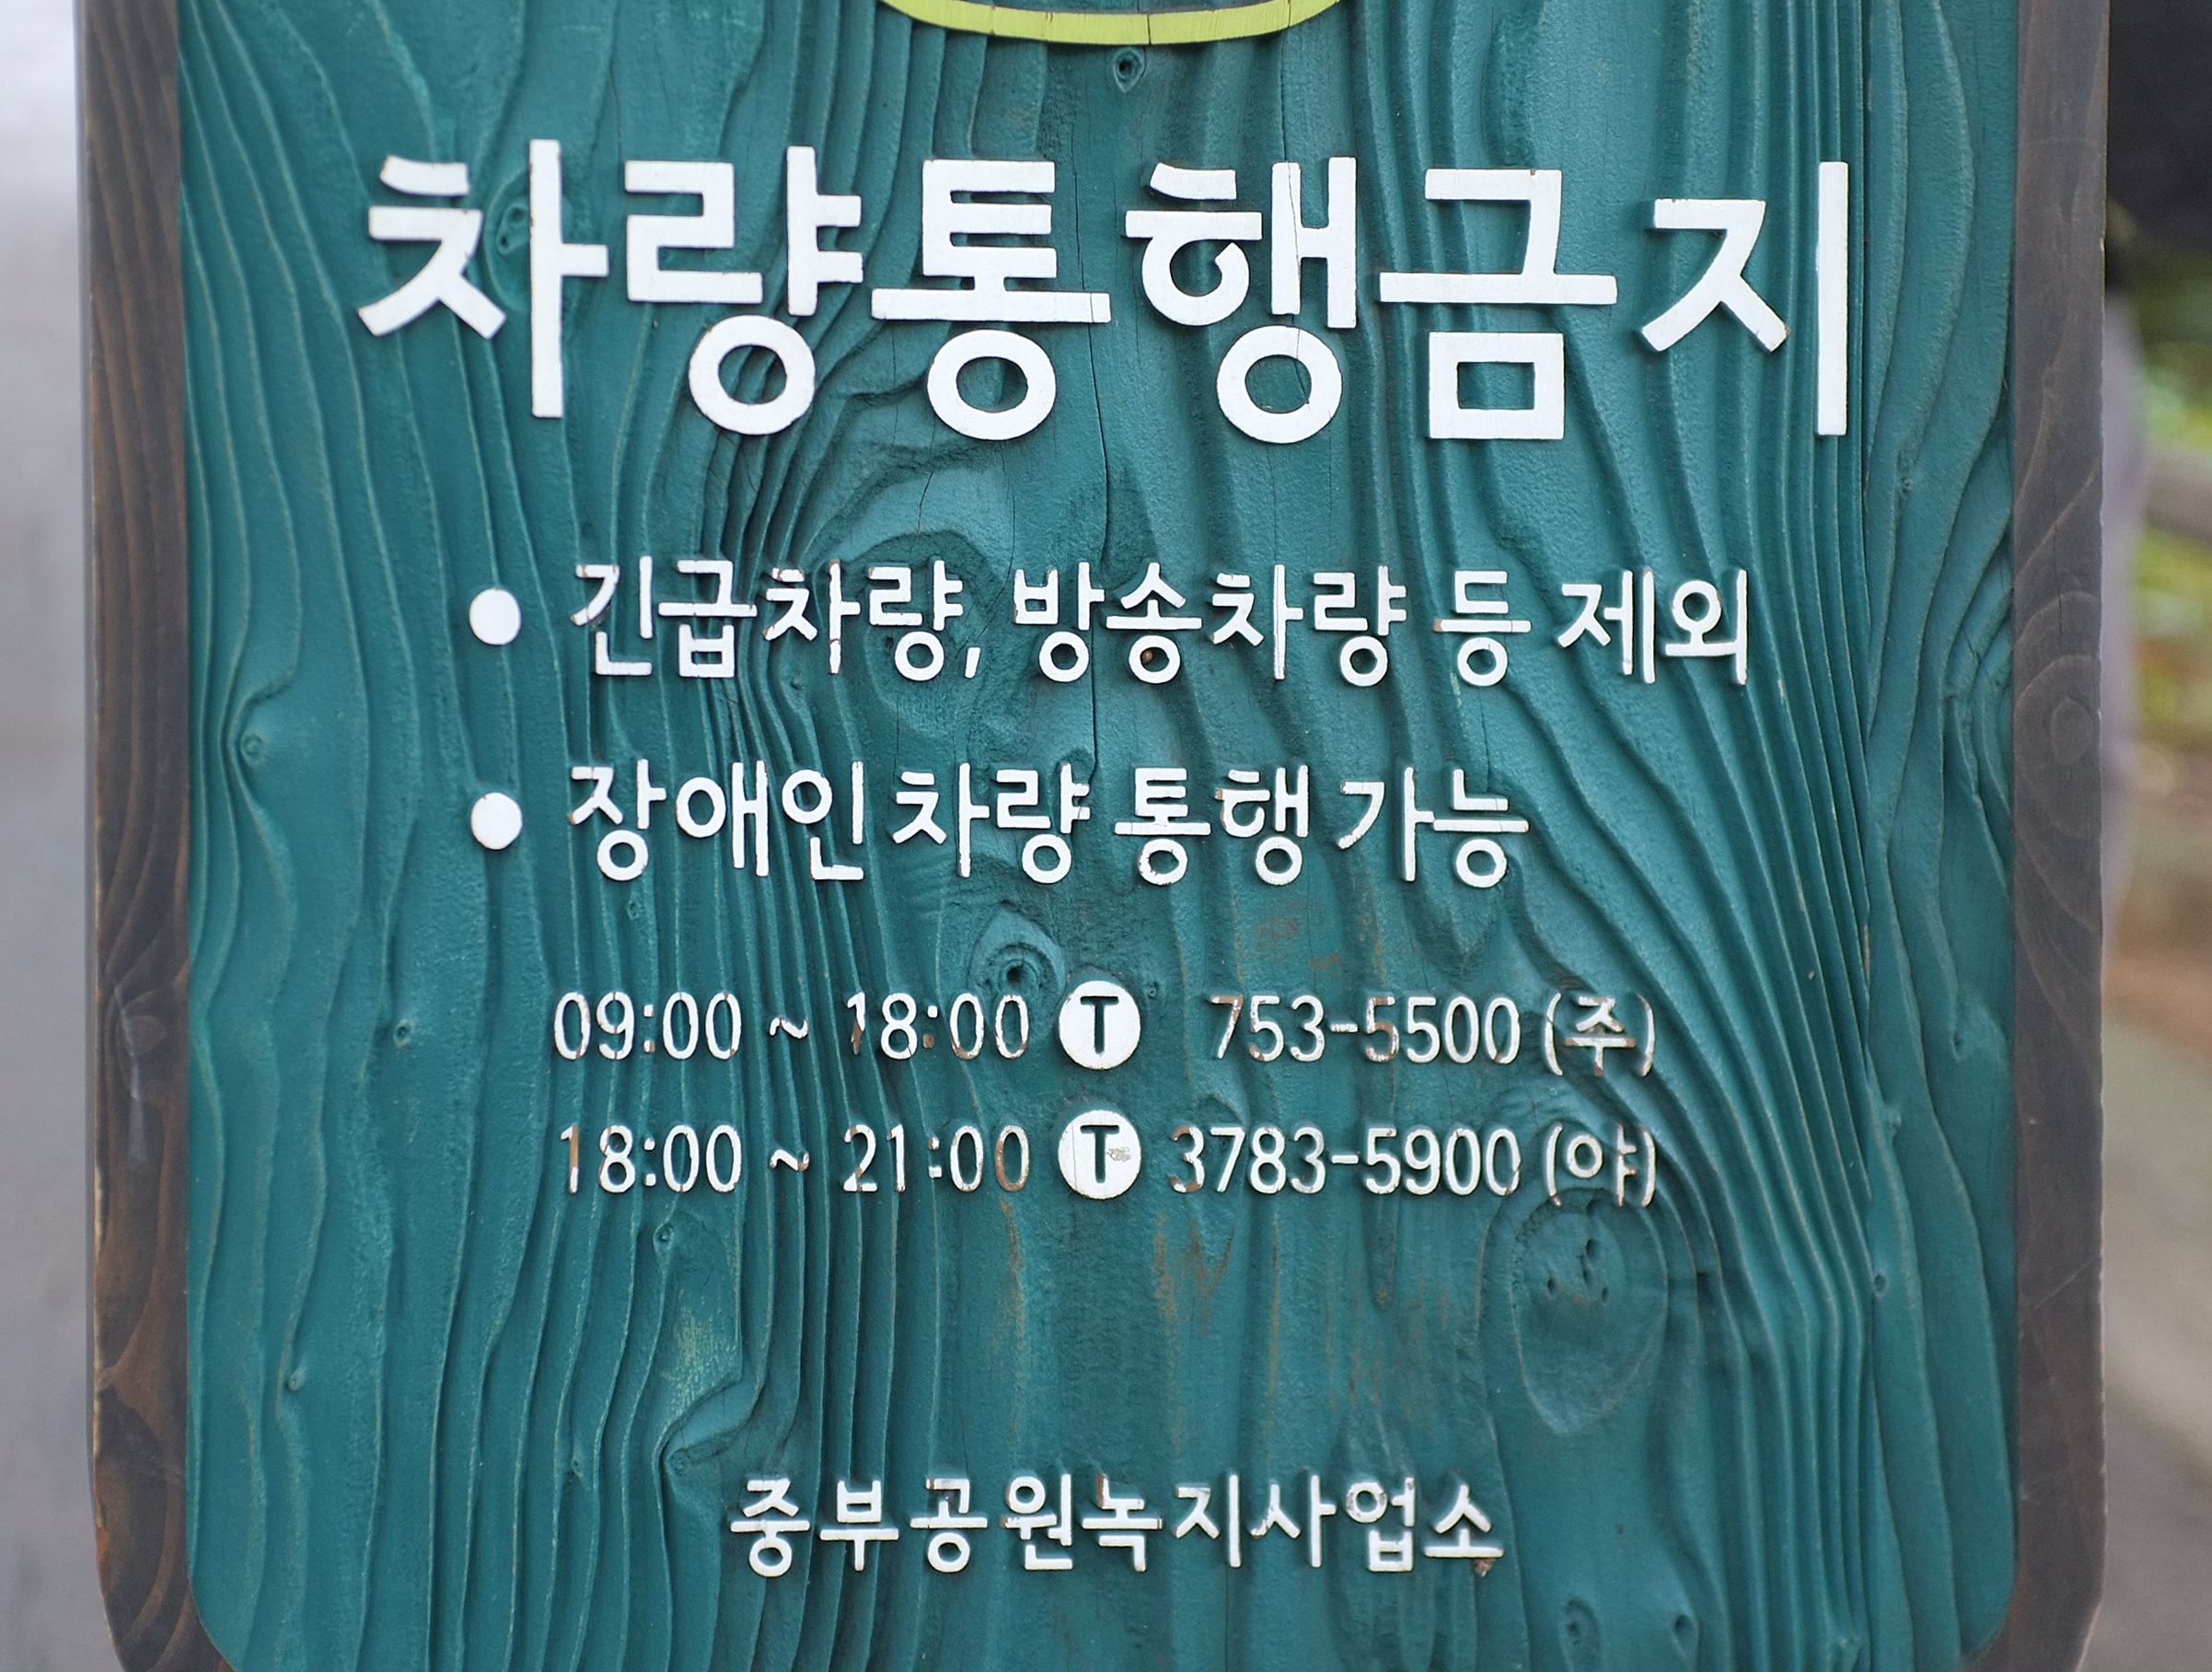 차량통행금지
● 긴급차량, 방송차량 등 제외
● 장애인 차량 통행 가능
09:00 ~ 18:00 T 753-5500 (주)
18:00 ~ 21:00 T 3783-5900 (야)
중부공원녹지사업소